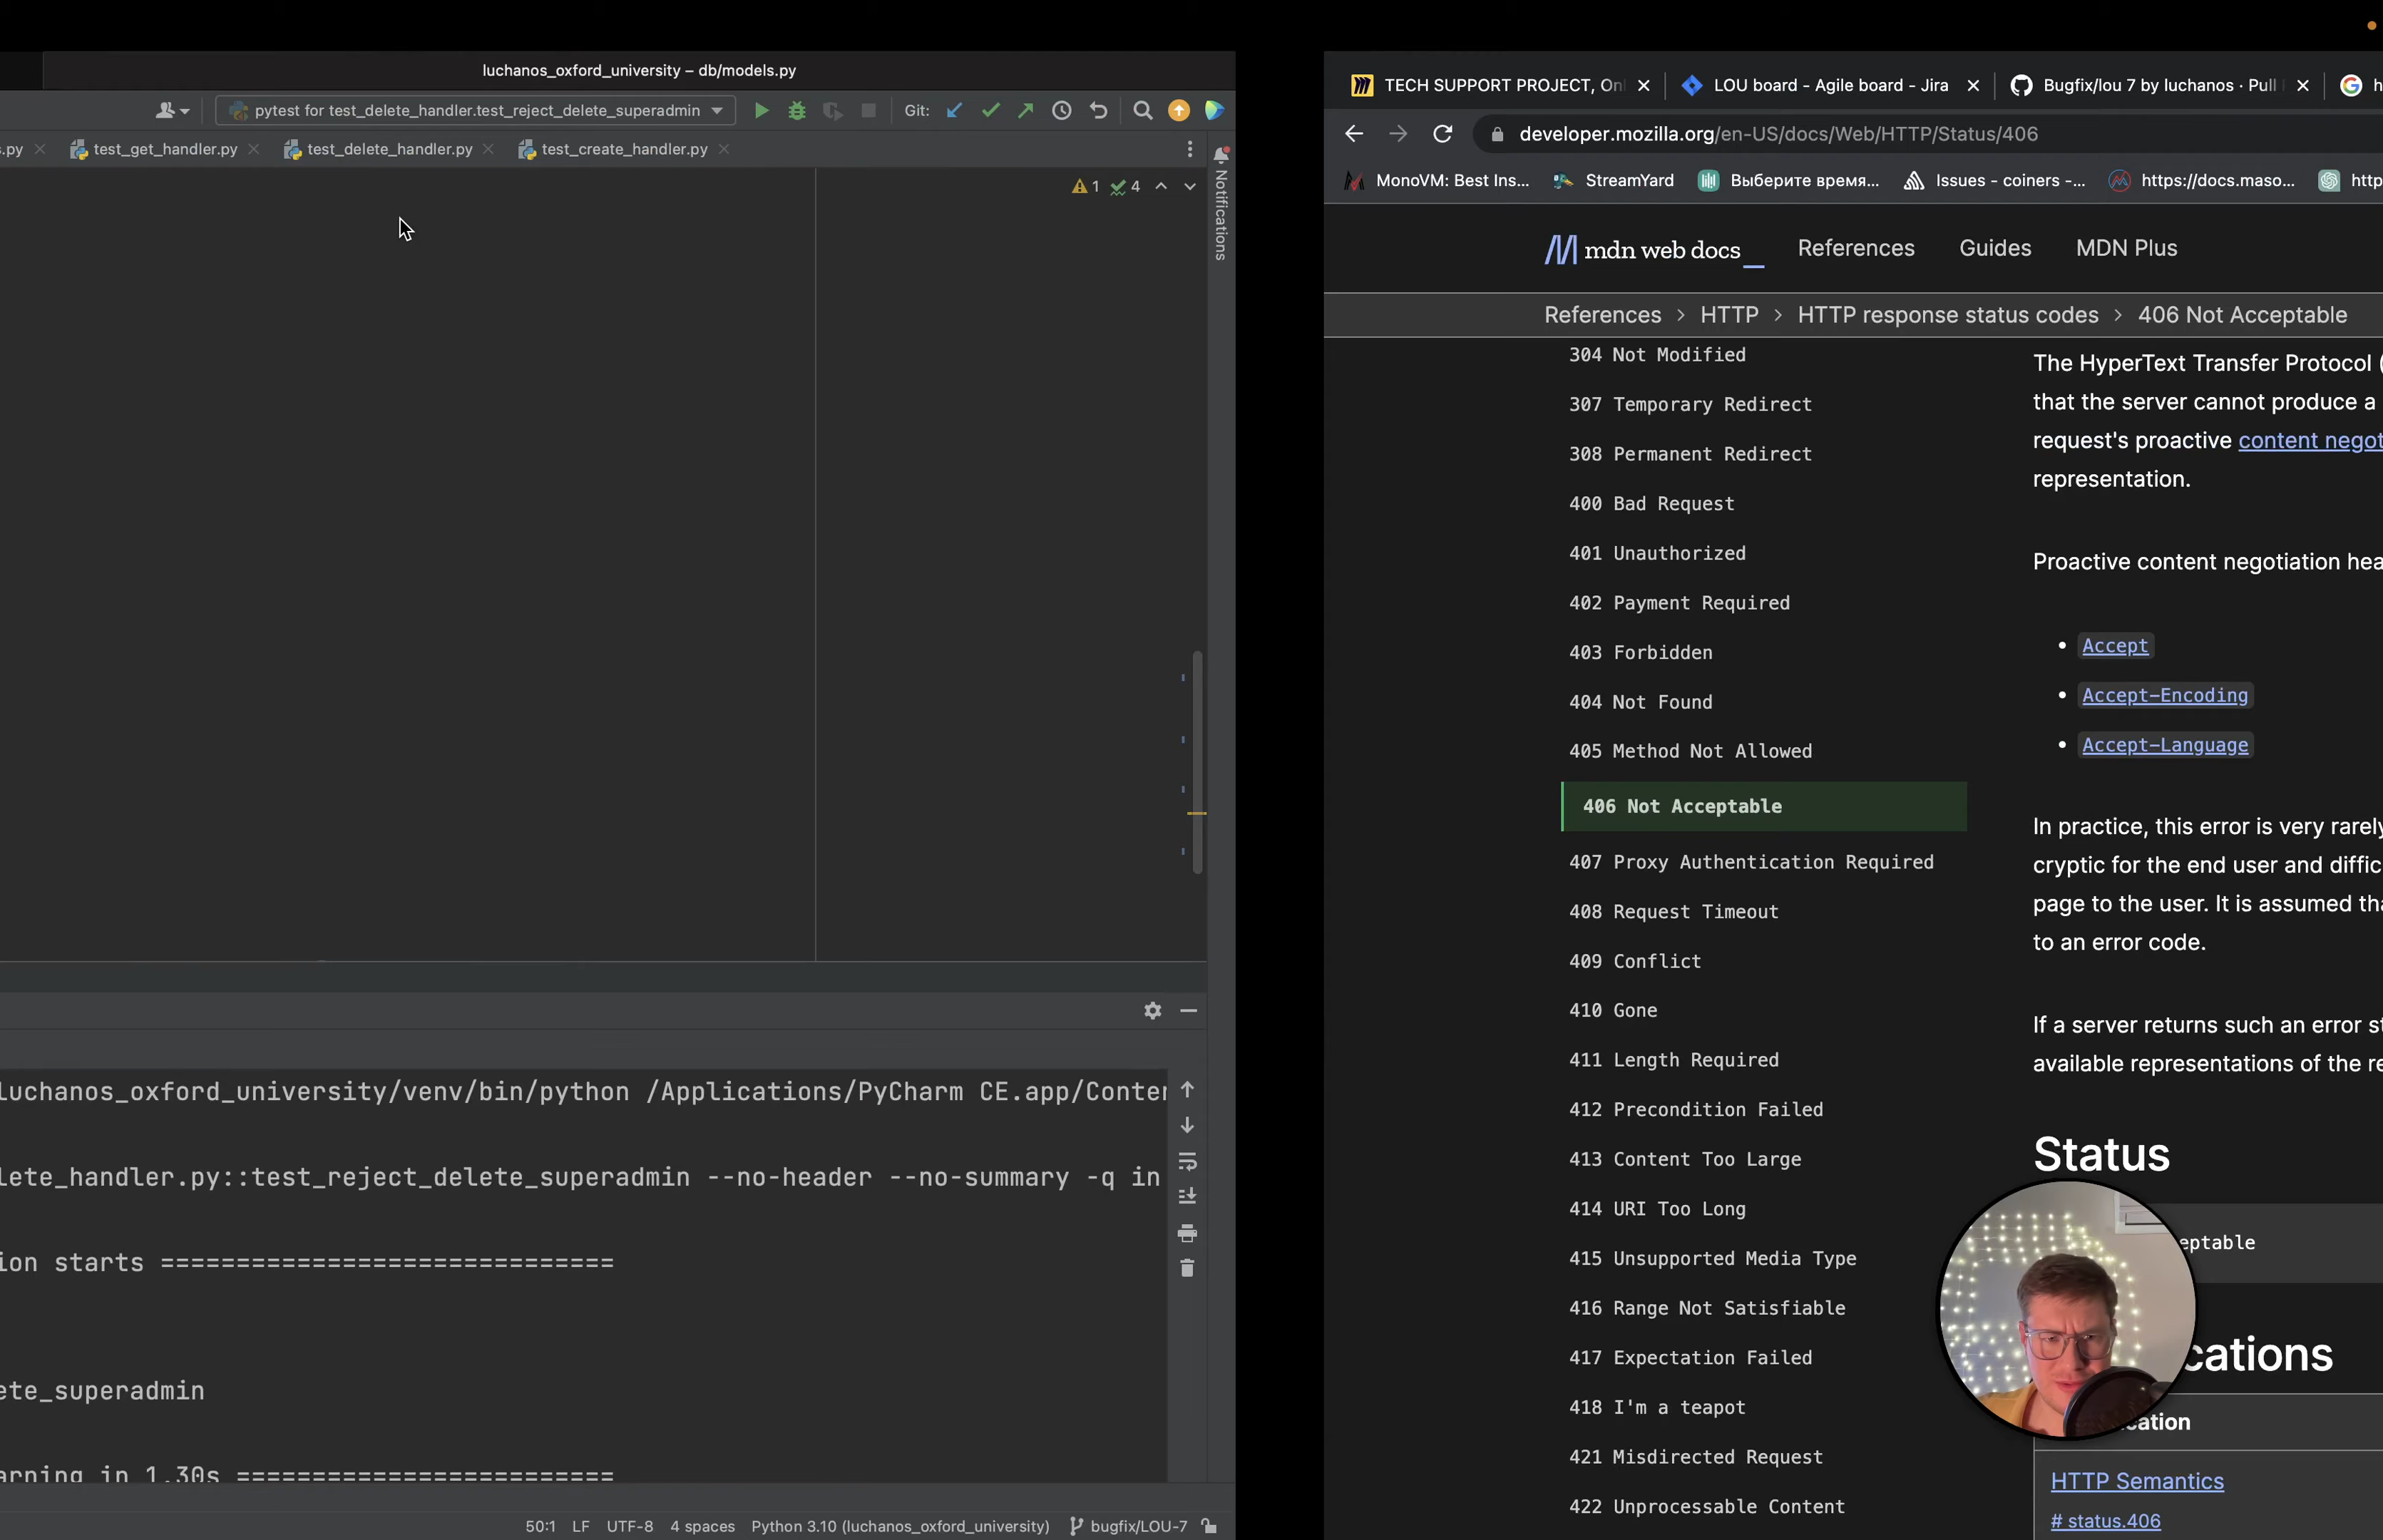 luchanos_oxford_university – db/models.py
pytest for test_delete_handler.test_reject_delete_superadmin
Git:
s.py
test_get_handler.py
test_delete_handler.py
test_create_handler.py
1
4
Notifications
luchanos_oxford_university/venv/bin/python /Applications/PyCharm CE.app/Conten
lete_handler.py::test_reject_delete_superadmin --no-header --no-summary -q in
ion starts ==============================
ete_superadmin
arning in 1.30s =========================
50:1 LF UTF-8 4 spaces Python 3.10 (luchanos_oxford_university) bugfix/LOU-7
TECH SUPPORT PROJECT, Onl
LOU board - Agile board - Jira
Bugfix/lou 7 by luchanos · Pull
h
developer.mozilla.org/en-US/docs/Web/HTTP/Status/406
MonoVM: Best Ins...
StreamYard
Выберите время...
Issues - coiners -...
https://docs.maso...
http
mdn web docs_
References
Guides
MDN Plus
References > HTTP > HTTP response status codes > 406 Not Acceptable
304 Not Modified
307 Temporary Redirect
308 Permanent Redirect
400 Bad Request
401 Unauthorized
402 Payment Required
403 Forbidden
404 Not Found
405 Method Not Allowed
406 Not Acceptable
407 Proxy Authentication Required
408 Request Timeout
409 Conflict
410 Gone
411 Length Required
412 Precondition Failed
413 Content Too Large
414 URI Too Long
415 Unsupported Media Type
416 Range Not Satisfiable
417 Expectation Failed
418 I'm a teapot
421 Misdirected Request
422 Unprocessable Content
The HyperText Transfer Protocol (
that the server cannot produce a
request's proactive content negot
representation.
Proactive content negotiation hea
• Accept
• Accept-Encoding
• Accept-Language
In practice, this error is very rarely
cryptic for the end user and diffic
page to the user. It is assumed tha
to an error code.
If a server returns such an error st
available representations of the re
Status
eptable
cations
cation
HTTP Semantics
# status.406